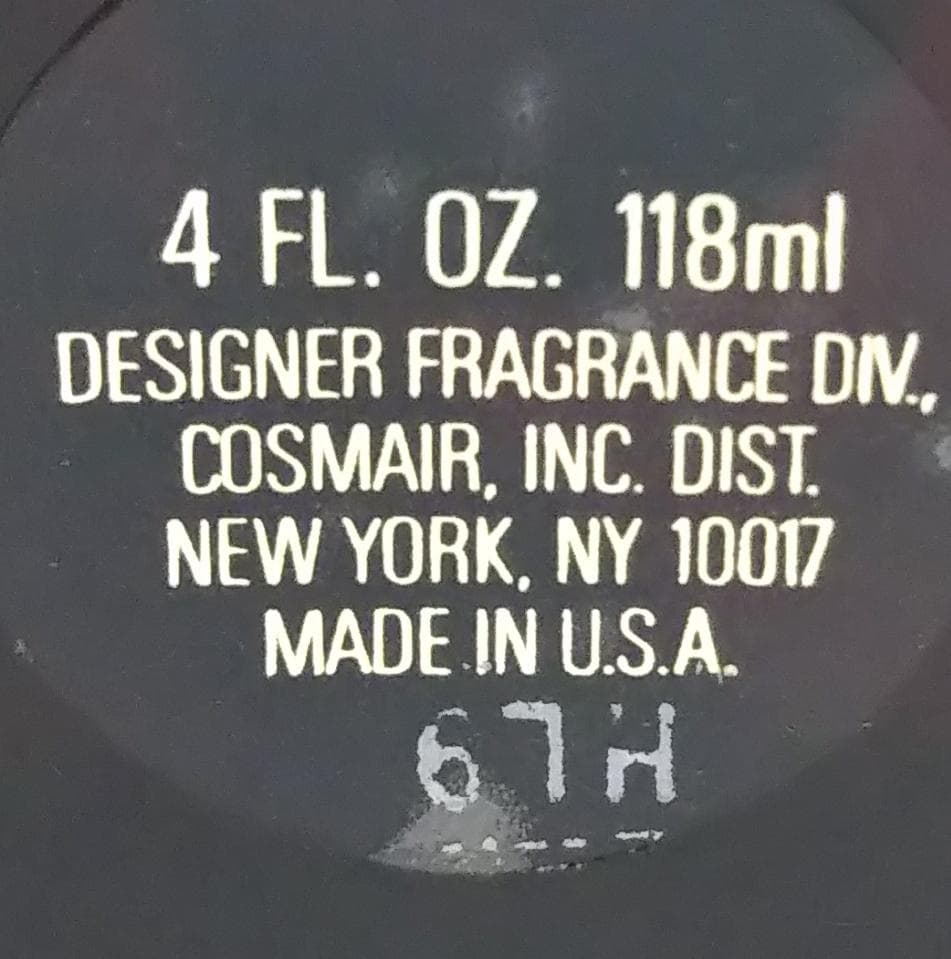 4 FL. OZ. 118ml
DESIGNER FRAGRANCE DIV.,
COSMAIR, INC. DIST.
NEW YORK, NY 10017
MADE IN U.S.A.
67H